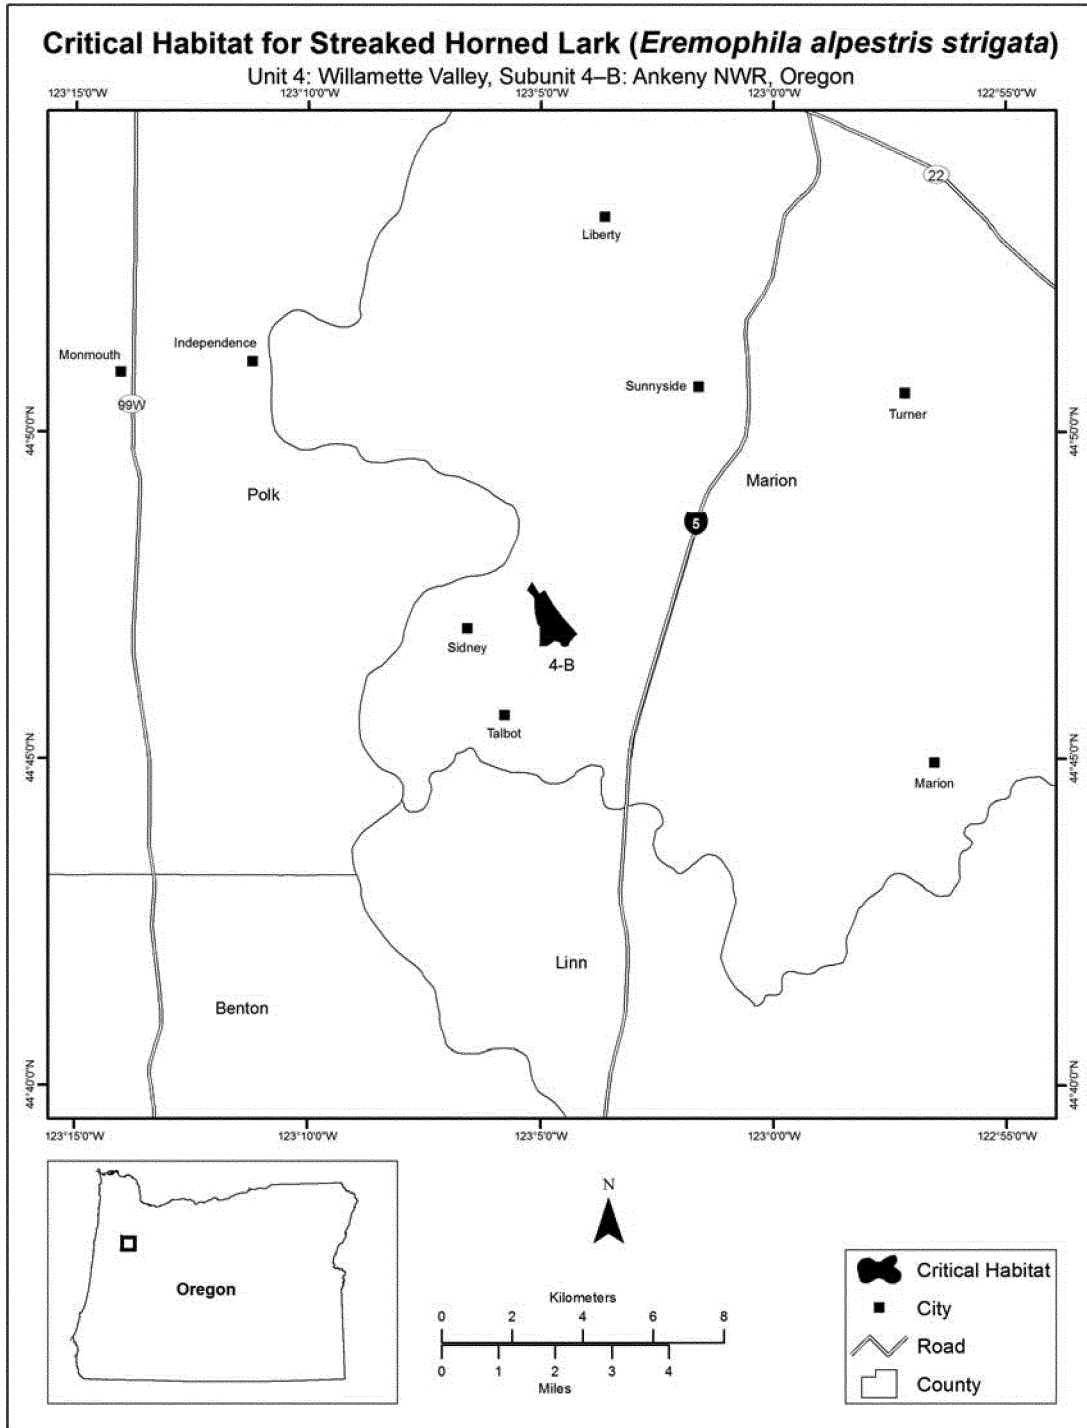 Critical Habitat for Streaked Horned Lark (Eremophila alpestris strigata)
Unit 4: Willamette Valley, Subunit 4–B: Ankeny NWR, Oregon
123°15'0"W 123°10'0"W 123°5'0"W 123°0'0"W 122°55'0"W
22
Liberty
Independence
Monmouth
99W
Sunnyside
Turner
44°50'0"N 44°50'0"N
Polk
Marion
5
Sidney
4-B
Talbot
44°45'0"N 44°45'0"N
Marion
Linn
Benton
44°40'0"N 44°40'0"N
123°15'0"W 123°10'0"W 123°5'0"W 123°0'0"W 122°55'0"W
Oregon
N
Kilometers
0 2 4 6 8
0 1 2 3 4
Miles
Critical Habitat
City
Road
County